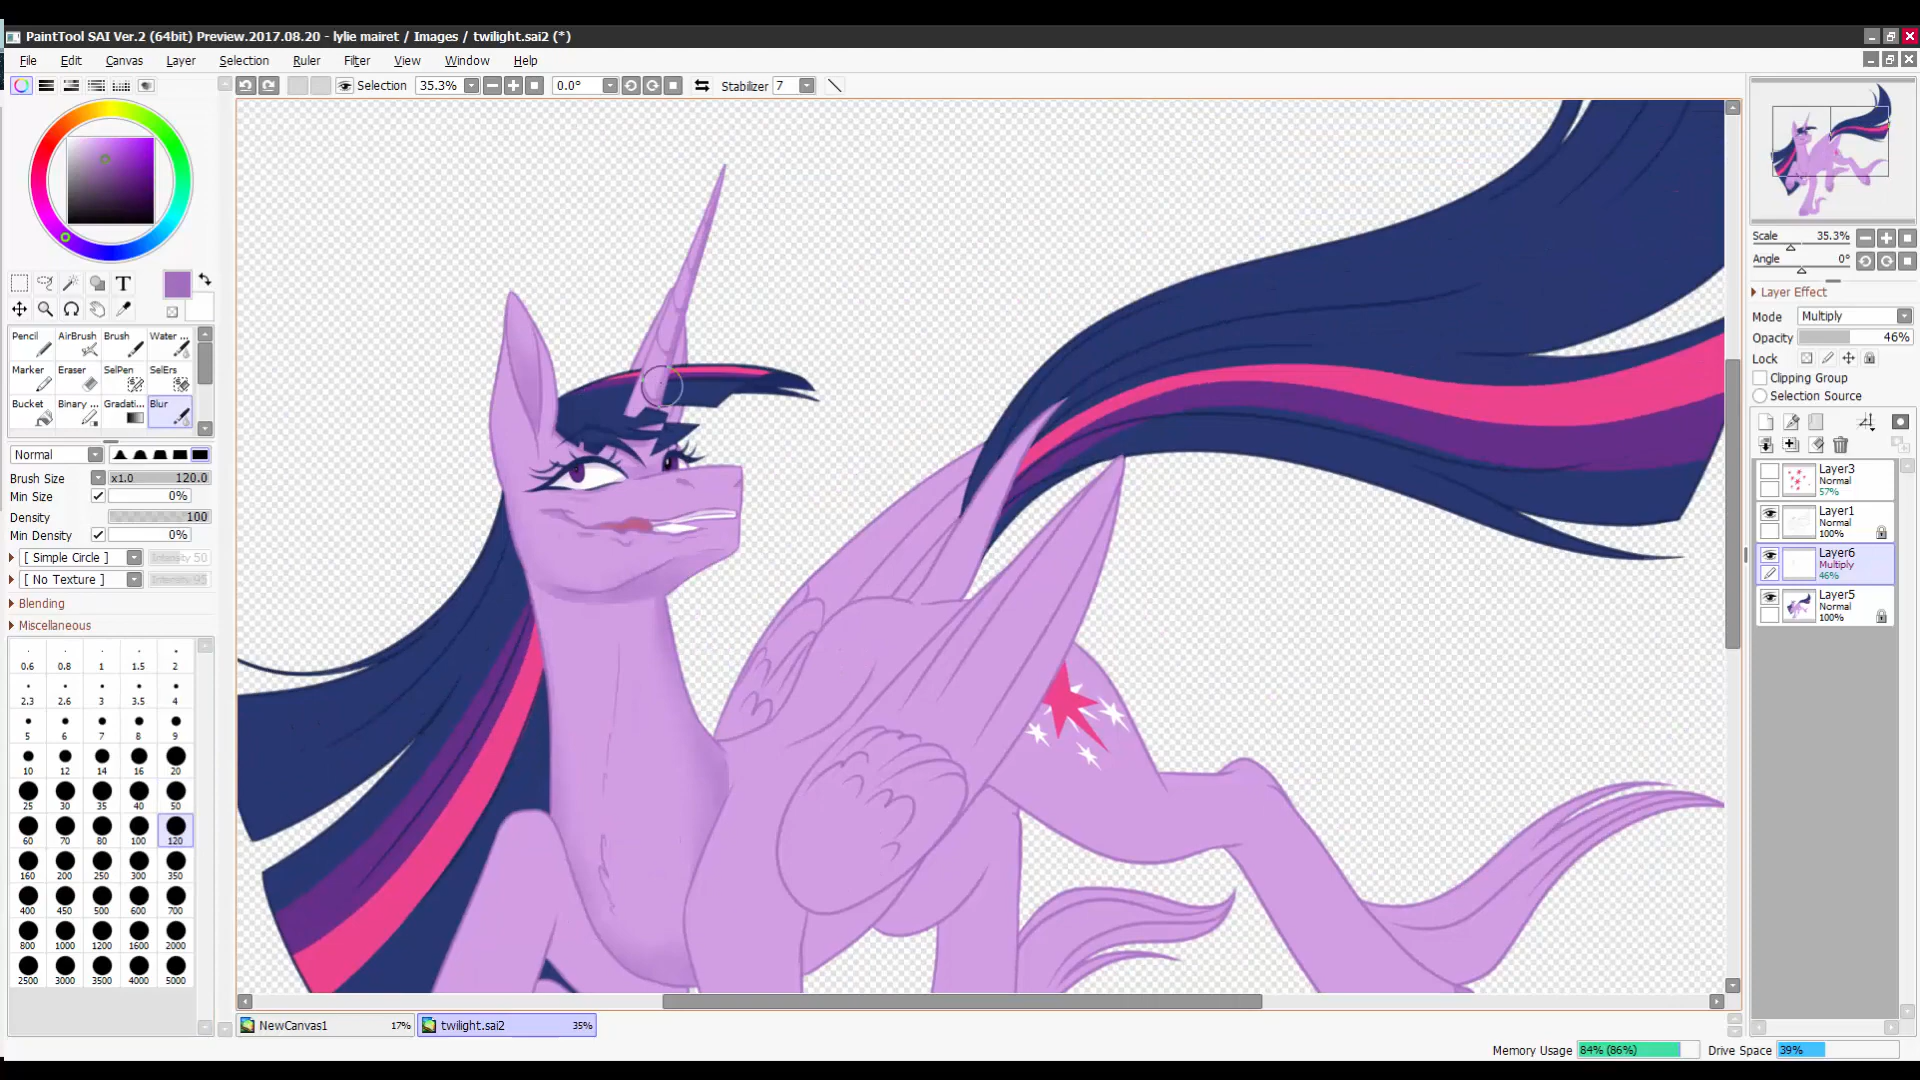 PaintTool SAI Ver.2 (64bit) Preview.2017.08.20 - lylie mairet / Images / twilight.sai2 (*)
File Edit Canvas Layer Selection Ruler Filter View Window Help
Selection 35.3% 0.0° Stabilizer 7
T
Pencil AirBrush Brush Water ...
Marker Eraser SelPen SelErs
Bucket Binary ... Gradati... Blur
Normal
Brush Size x1.0 120.0
Min Size 0%
Density 100
Min Density 0%
[ Simple Circle ] Intensity 50
[ No Texture ] Intensity 95
Blending
Miscellaneous
0.6 0.8 1 1.5 2
2.3 2.6 3 3.5 4
5 6 7 8 9
10 12 14 16 20
25 30 35 40 50
60 70 80 100 120
160 200 250 300 350
400 450 500 600 700
800 1000 1200 1600 2000
2500 3000 3500 4000 5000
Scale 35.3%
Angle 0°
Layer Effect
Mode Multiply
Opacity 46%
Lock
Clipping Group
Selection Source
Layer3
Normal
57%
Layer1
Normal
100%
Layer6
Multiply
46%
Layer5
Normal
100%
NewCanvas1 17% twilight.sai2 35%
Memory Usage 84% (86%) Drive Space 39%